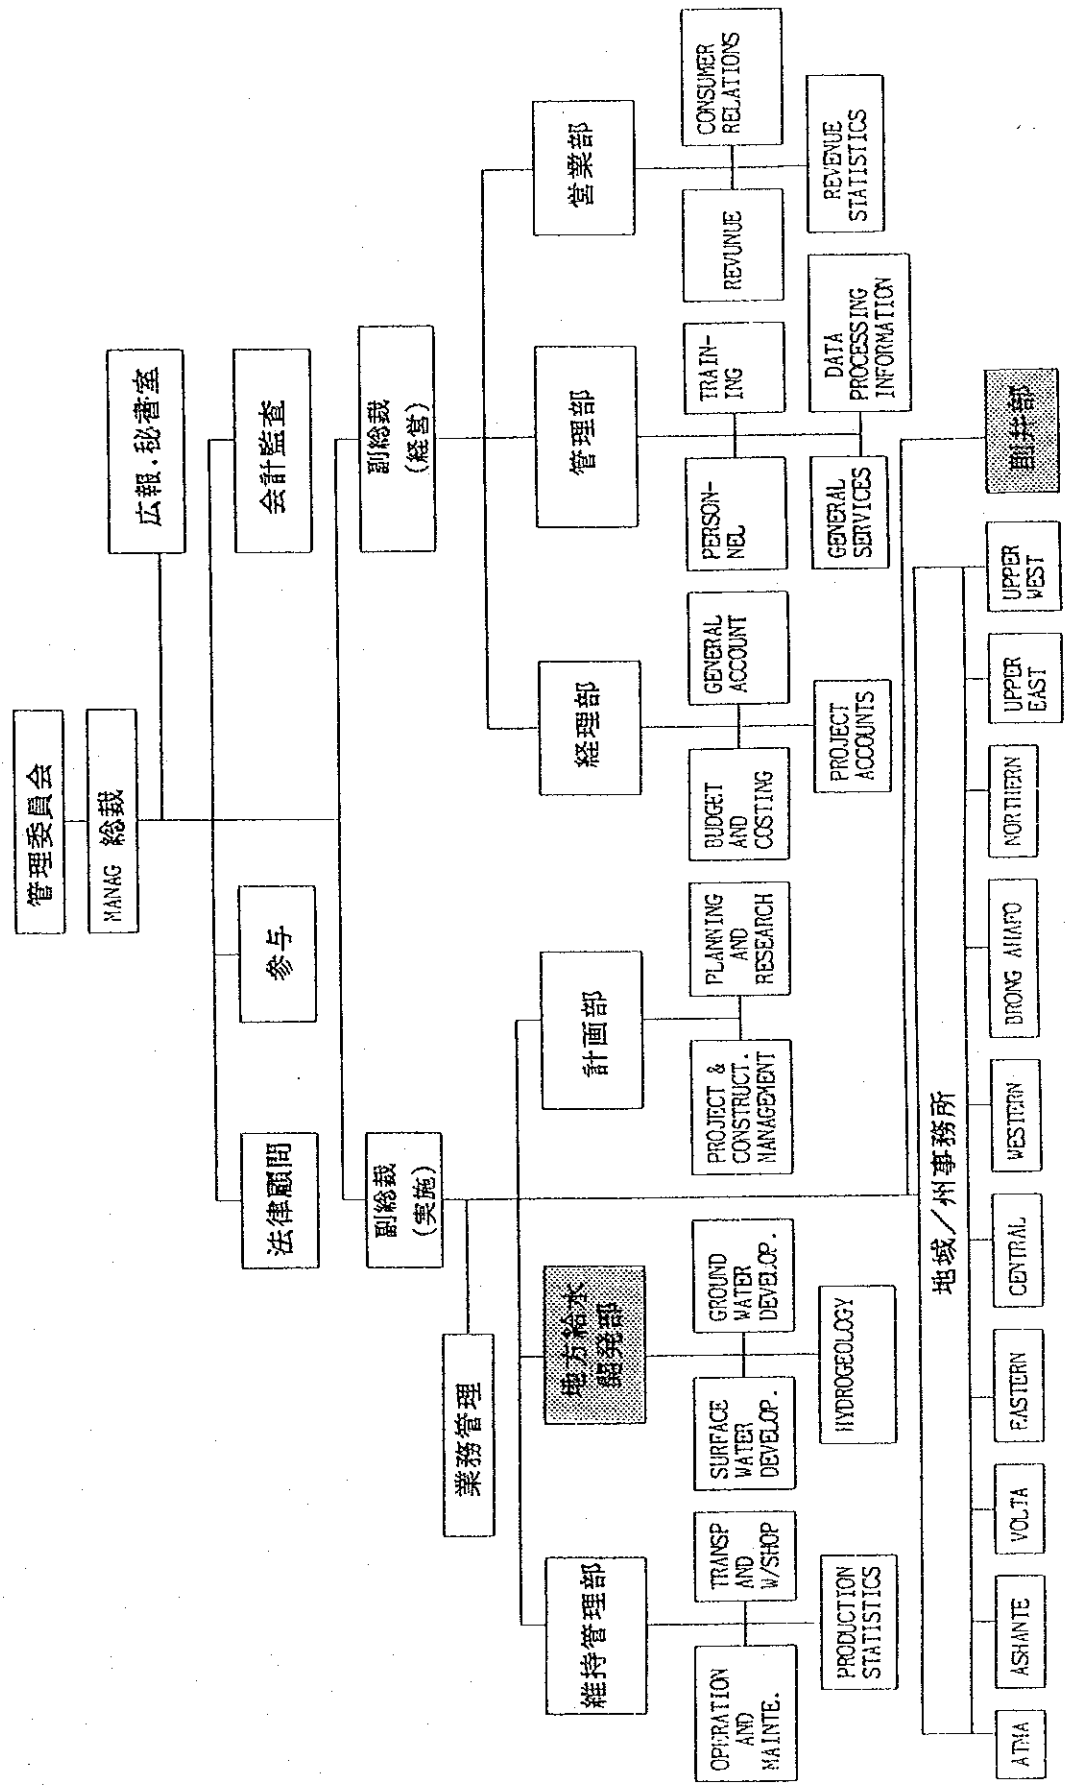 管理委員会
MANAG 総裁
広報.秘書室
法律顧問
参与
会計監査
副総裁
(実施)
副総裁
(経営)
業務管理
維持管理部
地方給水
開発部
計画部
経理部
管理部
営業部
OPERATION
AND
MAINTE.
TRANSP
AND
W/SHOP
PRODUCTION
STATISTICS
SURFACE
WATER
DEVELOP.
GROUND
WATER
DEVELOP.
HYDROGEOLOGY
PROJECT &
CONSTRUCT.
MANAGEMENT
PLANNING
AND
RESEARCH
BUDGET
AND
COSTING
GENERAL
ACCOUNT
PROJECT
ACCOUNTS
PERSON-
NEL
TRAIN-
ING
GENERAL
SERVICES
DATA
PROCESSING
INFORMATION
REVUNUE
CONSUMER
RELATIONS
REVENUE
STATISTICS
地域/州事務所
ATMA
ASHANTE
VOLTA
EASTERN
CENTRAL
WESTERN
BRONG AHAFO
NORTHERN
UPPER
EAST
UPPER
WEST
削井部